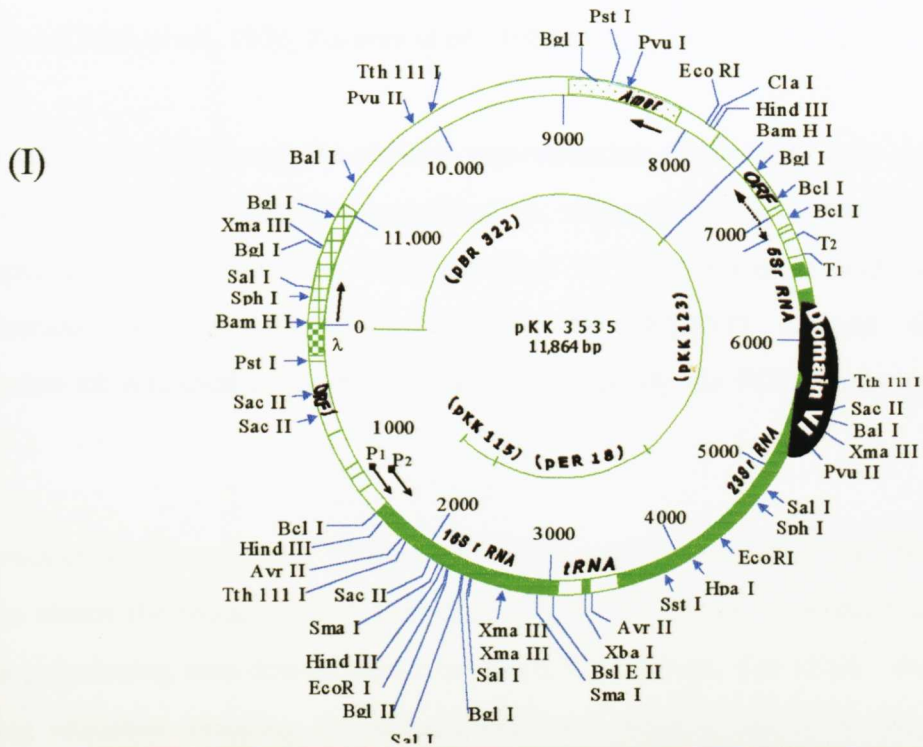 (I)
Pst I
Bgl I
Pvu I
Eco RI
Cla I
Hind III
Bam H I
Bgl I
Bcl I
Bcl I
T2
T1
Tth 111 I
Sac II
Bal I
Xma III
Pvu II
Sal I
Sph I
EcoRI
Hpa I
Sst I
Avr II
Xba I
Bsl E II
Sma I
Xma III
Xma III
Sal I
Bgl I
Sal I
Bgl II
EcoR I
Hind III
Sma I
Sac II
Tth 111 I
Avr II
Hind III
Bcl I
Sac II
Sac II
Pst I
Bam H I
Sph I
Sal I
Bgl I
Xma III
Bgl I
Bal I
Pvu II
Tth 111 I
Ampr
ORF
5Sr RNA
Domain VI
23Sr RNA
tRNA
16S r RNA
P1
P2
ORF1
λ
0
1000
2000
3000
4000
5000
6000
7000
8000
9000
10.000
11.000
(pBR 322)
(pKK123)
(pER 18)
(pKK 115)
pKK 3535
11,864 bp